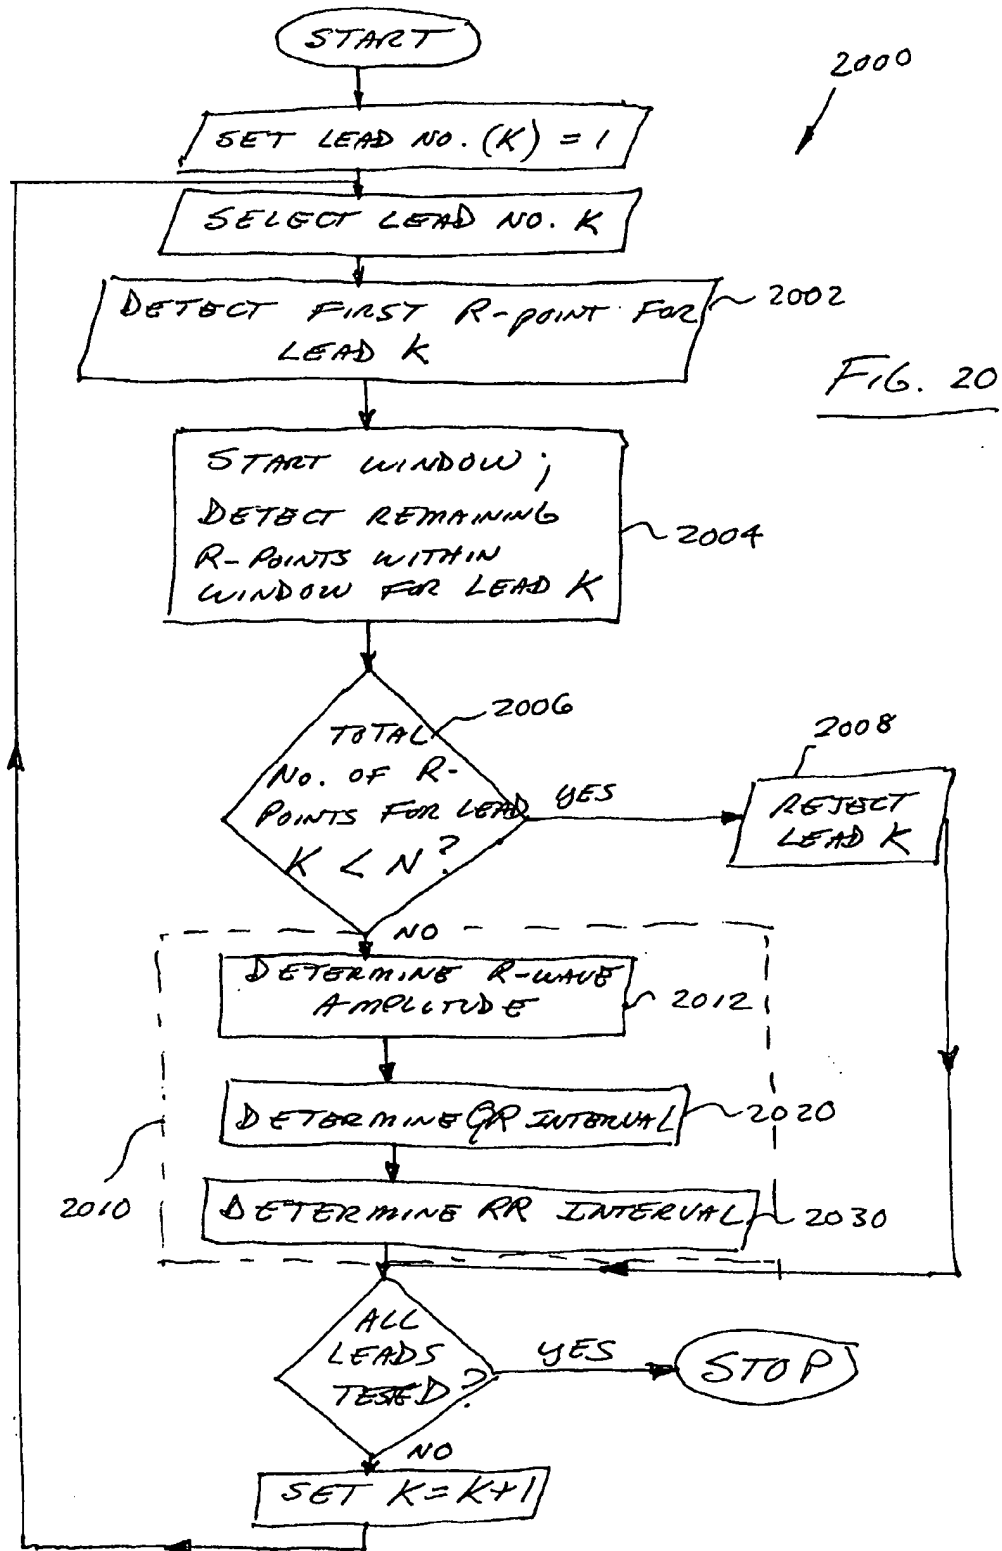 START
2000
SET LEAD NO. (K) = 1
SELECT LEAD NO. K
DETECT FIRST R-POINT FOR
LEAD K
2002
FIG. 20
START WINDOW;
DETECT REMAINING
R-POINTS WITHIN
WINDOW FOR LEAD K
2004
TOTAL
NO. OF R-
POINTS FOR LEAD
K < N?
2006
YES
2008
REJECT
LEAD K
NO
DETERMINE R-WAVE
AMPLITUDE
2012
DETERMINE QR INTERVAL
2020
2010
DETERMINE RR INTERVAL
2030
ALL
LEADS
TESTED?
YES
STOP
NO
SET K=K+1